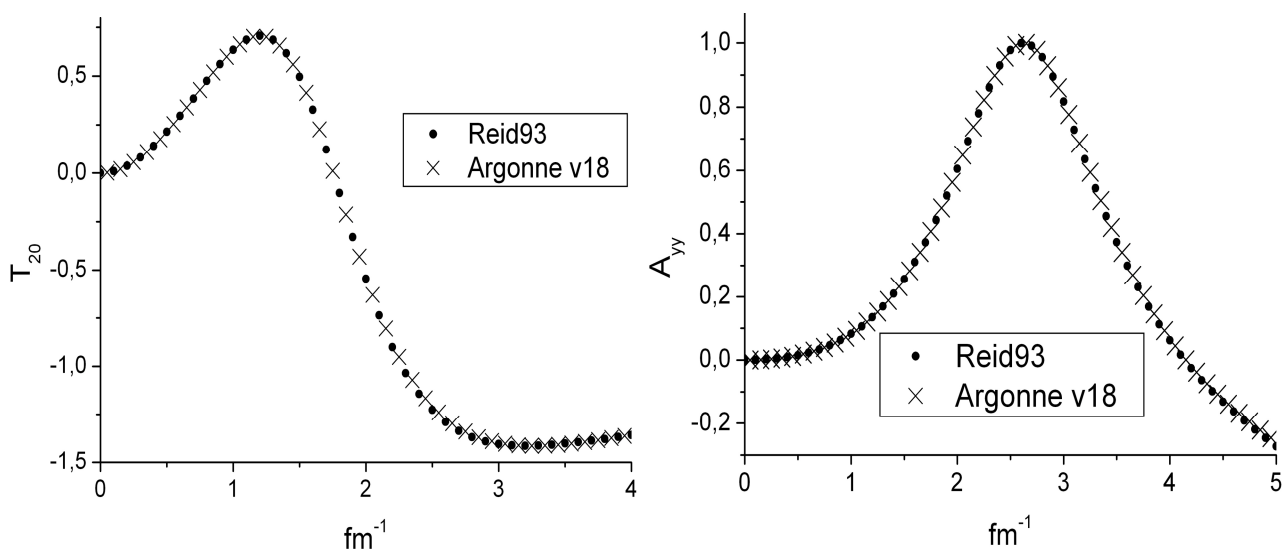 0,5
0,0
-0,5
-1,0
-1,5
T20
Reid93
Argonne v18
0 1 2 3 4
fm-1
1,0
0,8
0,6
0,4
0,2
0,0
-0,2
Ayy
Reid93
Argonne v18
0 1 2 3 4 5
fm-1